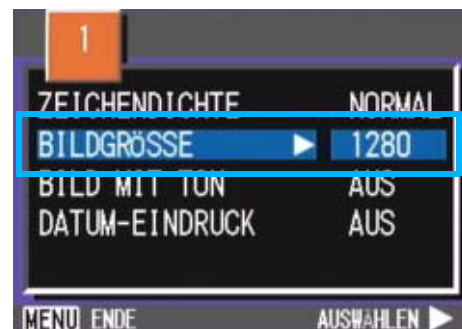 1
ZEICHENDICHTE NORMAL
BILDGRÖSSE ▶ 1280
BILD MIT TON AUS
DATUM-EINDRUCK AUS
MENU ENDE AUSWÄHLEN ▶